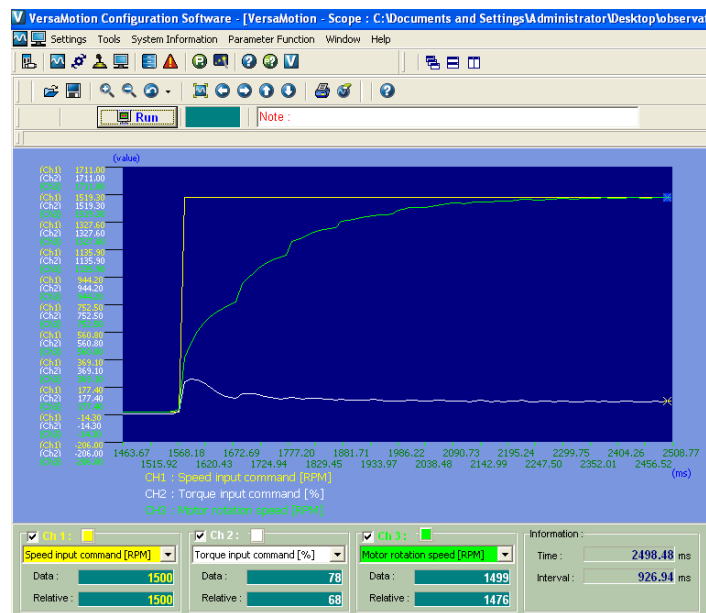 VersaMotion Configuration Software - [VersaMotion - Scope : C:\Documents and Settings\Administrator\Desktop\observa
Settings Tools System Information Parameter Function Window Help
Run
Note :
(value)
(Ch1) 1711.00
(Ch2) 1711.00
(Ch1) 1519.30
(Ch2) 1519.30
(Ch1) 1327.60
(Ch2) 1327.60
(Ch1) 1135.90
(Ch2) 1135.90
(Ch1) 944.20
(Ch2) 944.20
(Ch1) 752.50
(Ch2) 752.50
(Ch1) 560.80
(Ch2) 560.80
(Ch1) 369.10
(Ch2) 369.10
(Ch1) 177.40
(Ch2) 177.40
(Ch1) -14.30
(Ch2) -14.30
(Ch1) -206.00
(Ch2) -206.00
1463.67 1568.18 1672.69 1777.20 1881.71 1986.22 2090.73 2195.24 2299.75 2404.26 2508.77
1515.92 1620.43 1724.94 1829.45 1933.97 2038.48 2142.99 2247.50 2352.01 2456.52
(ms)
CH1 : Speed input command [RPM]
CH2 : Torque input command [%]
CH3 : Motor rotation speed [RPM]
Ch 1 : Ch 2 : Ch 3 : Information :
Speed input command [RPM] Torque input command [%] Motor rotation speed [RPM] Time : 2498.48 ms
Data : 1500 Data : 78 Data : 1499 Interval : 926.94 ms
Relative : 1500 Relative : 68 Relative : 1476